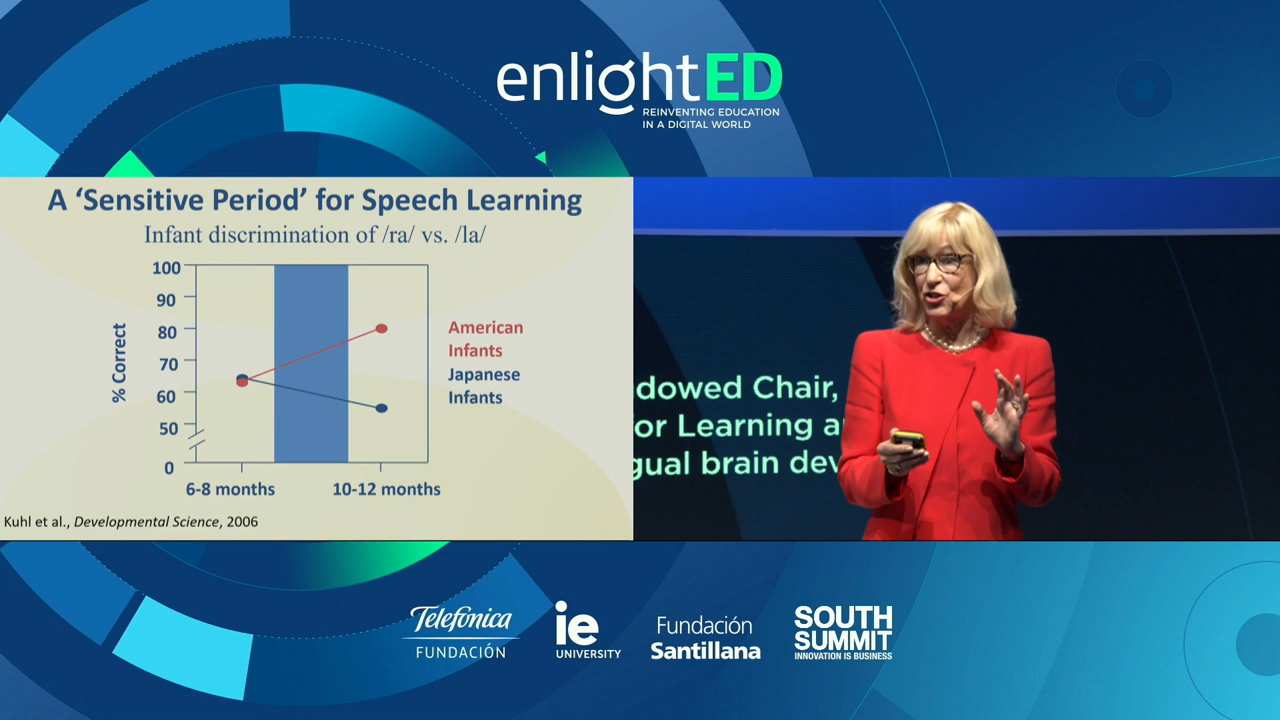 enlightED
REINVENTING EDUCATION
IN A DIGITAL WORLD
A ‘Sensitive Period’ for Speech Learning
Infant discrimination of /ra/ vs. /la/
% Correct
100
90
80
70
60
50
0
6-8 months
10-12 months
American
Infants
Japanese
Infants
Kuhl et al., Developmental Science, 2006
dowed Chair,
or Learning a
gual brain dev
Telefónica
FUNDACIÓN
ie
UNIVERSITY
Fundación
Santillana
SOUTH
SUMMIT
INNOVATION IS BUSINESS